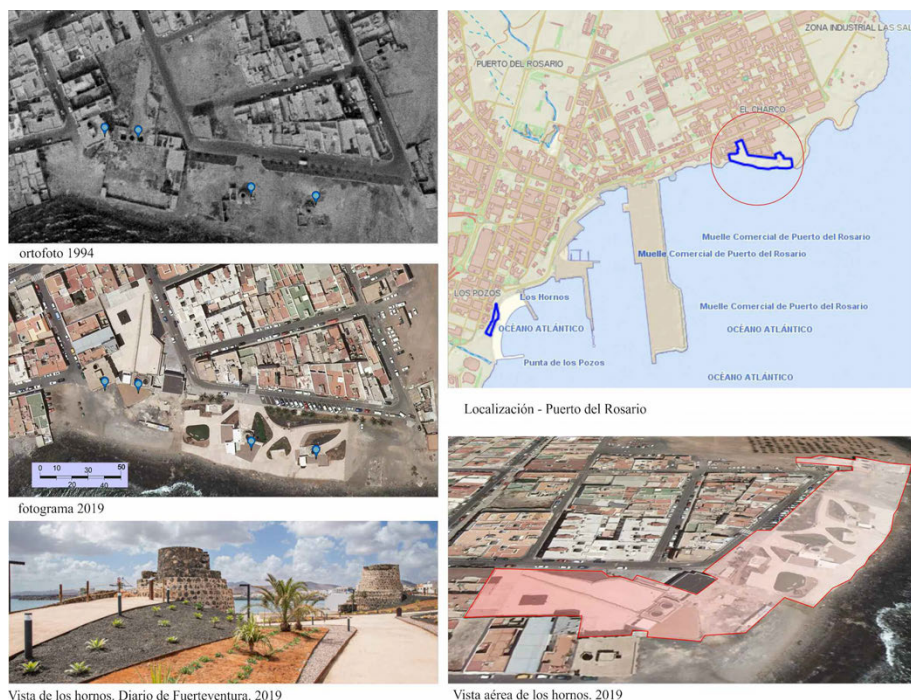 ortofoto 1994
0 10 30 50
20 40
fotograma 2019
Vista de los hornos. Diario de Fuerteventura. 2019
ZONA INDUSTRIAL LAS SAL
PUERTO DEL ROSARIO
EL CHARCO
Muelle Comercial de Puerto del Rosario
Muelle Comercial de Puerto del Rosario
LOS POZOS
Los Hornos
Muelle Comercial de Puerto del Rosario
OCÉANO ATLÁNTICO
OCÉANO ATLÁNTICO
Punta de los Pozos
OCÉANO ATLÁNTICO
Localización - Puerto del Rosario
Vista aérea de los hornos. 2019